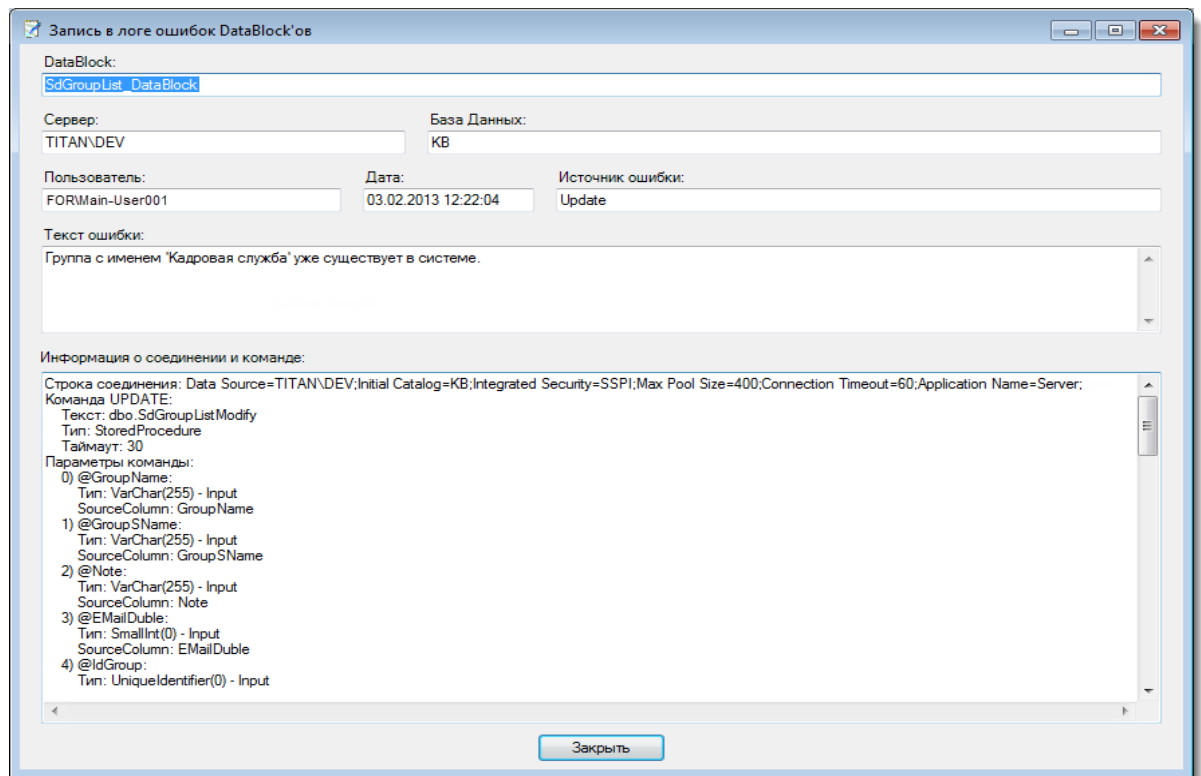 Запись в логе ошибок DataBlock'ов
DataBlock:
SdGroupList_DataBlock
Сервер: База Данных:
TITAN\DEV KB
Пользователь: Дата: Источник ошибки:
FOR\Main-User001 03.02.2013 12:22:04 Update
Текст ошибки:
Группа с именем 'Кадровая служба' уже существует в системе.
Информация о соединении и команде:
Строка соединения: Data Source=TITAN\DEV;Initial Catalog=KB;Integrated Security=SSPI;Max Pool Size=400;Connection Timeout=60;Application Name=Server;
Команда UPDATE:
Текст: dbo.SdGroupListModify
Тип: StoredProcedure
Таймаут: 30
Параметры команды:
0) @GroupName:
Тип: VarChar(255) - Input
SourceColumn: GroupName
1) @GroupSName:
Тип: VarChar(255) - Input
SourceColumn: GroupSName
2) @Note:
Тип: VarChar(255) - Input
SourceColumn: Note
3) @EMailDuble:
Тип: SmallInt(0) - Input
SourceColumn: EMailDuble
4) @IdGroup:
Тип: UniqueIdentifier(0) - Input
Закрыть